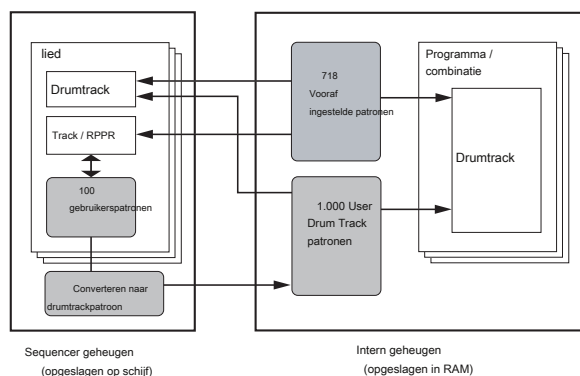 lied
Drumtrack
Track / RPPR
100
gebruikerspatronen
Converteren naar
drumtrackpatroon
718
Vooraf
ingestelde patronen
1.000 User
Drum Track
patronen
Programma /
combinatie
Drumtrack
Sequencer geheugen
(opgeslagen op schijf)
Intern geheugen
(opgeslagen in RAM)